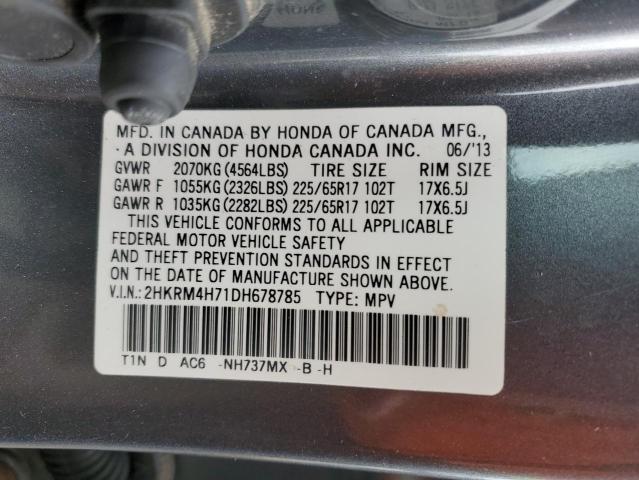 MFD. IN CANADA BY HONDA OF CANADA MFG.,
A DIVISION OF HONDA CANADA INC. 06/'13
GVWR 2070KG(4564LBS) TIRE SIZE RIM SIZE
GAWR F 1055KG(2326LBS) 225/65R17 102T 17X6.5J
GAWR R 1035KG(2282LBS) 225/65R17 102T 17X6.5J
THIS VEHICLE CONFORMS TO ALL APPLICABLE
FEDERAL MOTOR VEHICLE SAFETY
AND THEFT PREVENTION STANDARDS IN EFFECT
ON THE DATE OF MANUFACTURE SHOWN ABOVE.
V.I.N.: 2HKRM4H71DH678785 TYPE: MPV
T1N D AC6 -NH737MX -B -H